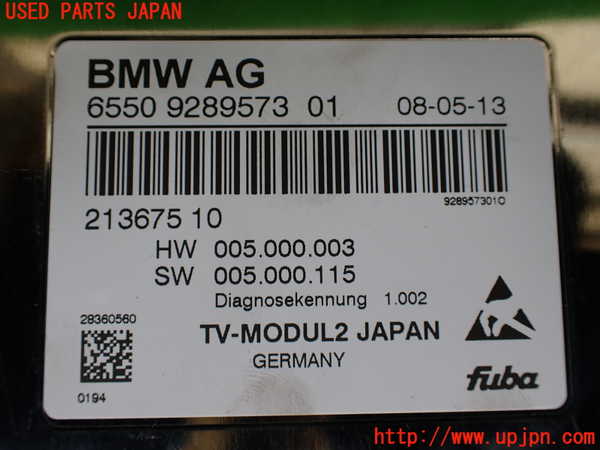 USED PARTS JAPAN
BMW AG
6550 9289573 01 08-05-13
9289573010
213675 10
HW 005.000.003
SW 005.000.115
Diagnosekennung 1.002
28360560
TV-MODUL2 JAPAN
GERMANY
fuba
0194
http://www.upjpn.com/